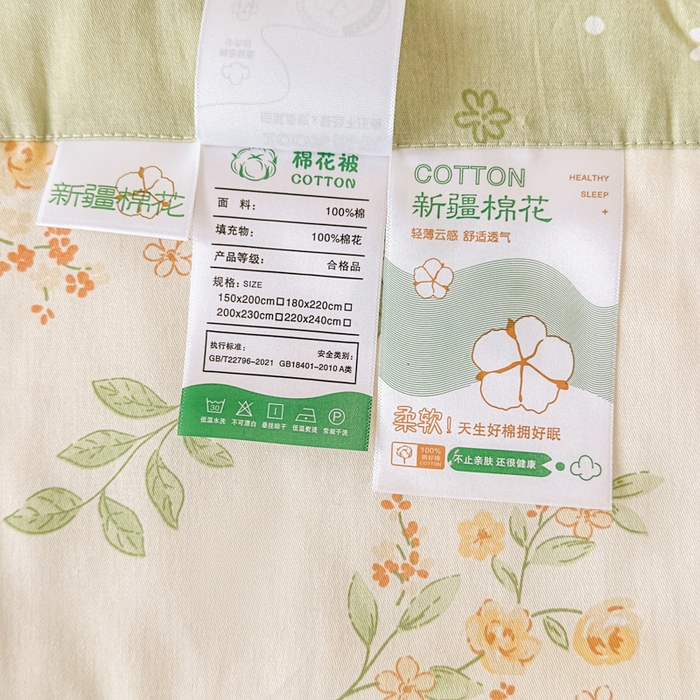 新疆棉花
棉花被
COTTON
面 料： 100%棉
填充物： 100%棉花
产品等级： 合格品
规格：SIZE
150x200cm□180x220cm□
200x230cm□220x240cm□
执行标准： 安全类别：
GB/T22796-2021 GB18401-2010 A类
30
P
低温水洗 不可漂白 悬挂晾干 低温熨烫 常规干洗
COTTON
HEALTHY
SLEEP
+
新疆棉花
轻薄云感 舒适透气
柔软！天生好棉拥好眠
100%
COTTON
不止亲肤 还很健康